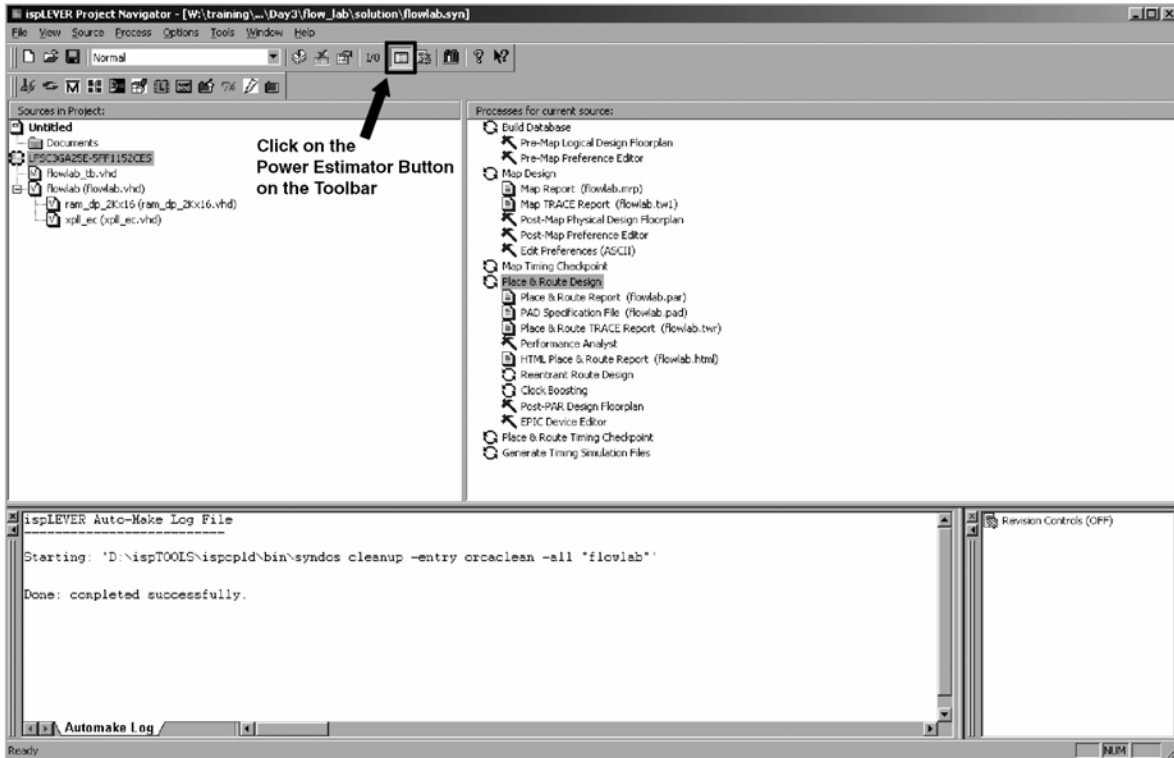 ispLEVER Project Navigator - [W:\training\...\Day3\flow_lab\solution\flowlab.syn]
File View Source Process Options Tools Window Help
Normal
I/O
Sources in Project:
Untitled
Documents
LFSC3GA25E-5FF1152CES
flowlab_tb.vhd
flowlab (flowlab.vhd)
ram_dp_2Kx16 (ram_dp_2Kx16.vhd)
xpll_ec (xpll_ec.vhd)
Click on the
Power Estimator Button
on the Toolbar
Processes for current source:
Build Database
Pre-Map Logical Design Floorplan
Pre-Map Preference Editor
Map Design
Map Report (flowlab.mrp)
Map TRACE Report (flowlab.tw1)
Post-Map Physical Design Floorplan
Post-Map Preference Editor
Edit Preferences (ASCII)
Map Timing Checkpoint
Place & Route Design
Place & Route Report (flowlab.par)
PAD Specification File (flowlab.pad)
Place & Route TRACE Report (flowlab.twr)
Performance Analyst
HTML Place & Route Report (flowlab.html)
Reentrant Route Design
Clock Boosting
Post-PAR Design Floorplan
EPIC Device Editor
Place & Route Timing Checkpoint
Generate Timing Simulation Files
ispLEVER Auto-Make Log File
---------------------------
Starting: 'D:\ispTOOLS\ispcpld\bin\syndos cleanup -entry orcaclean -all "flowlab"'
Done: completed successfully.
Automake Log
Revision Controls (OFF)
Ready
NUM